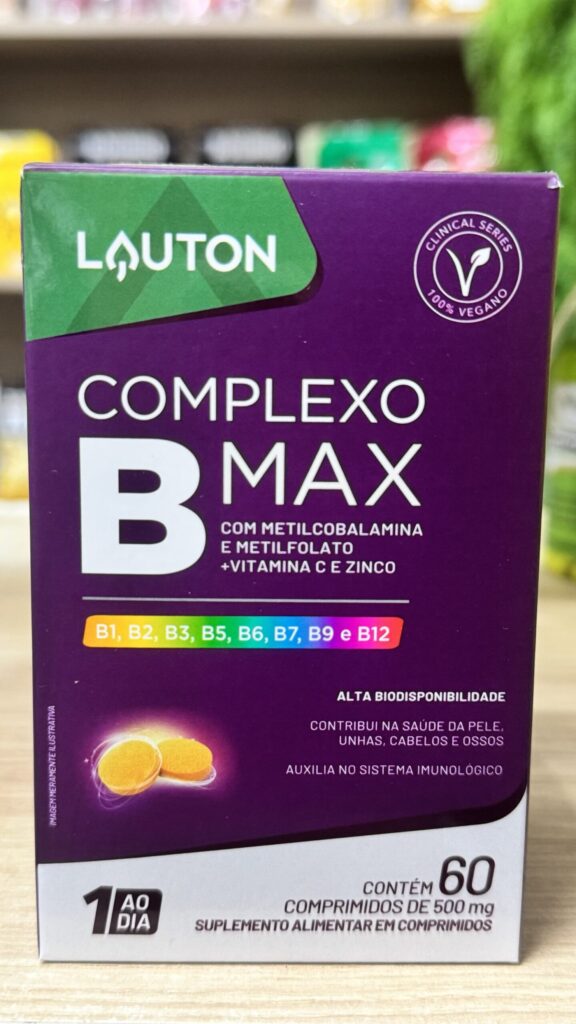 LAUTON
CLINICAL SERIES
100% VEGANO
COMPLEXO
B MAX
COM METILCOBALAMINA
E METILFOLATO
+VITAMINA C E ZINCO
B1, B2, B3, B5, B6, B7, B9 e B12
ALTA BIODISPONIBILIDADE
CONTRIBUI NA SAÚDE DA PELE,
UNHAS, CABELOS E OSSOS
AUXILIA NO SISTEMA IMUNOLÓGICO
IMAGEM MERAMENTE ILUSTRATIVA
1 AO
DIA
CONTÉM 60
COMPRIMIDOS DE 500 mg
SUPLEMENTO ALIMENTAR EM COMPRIMIDOS